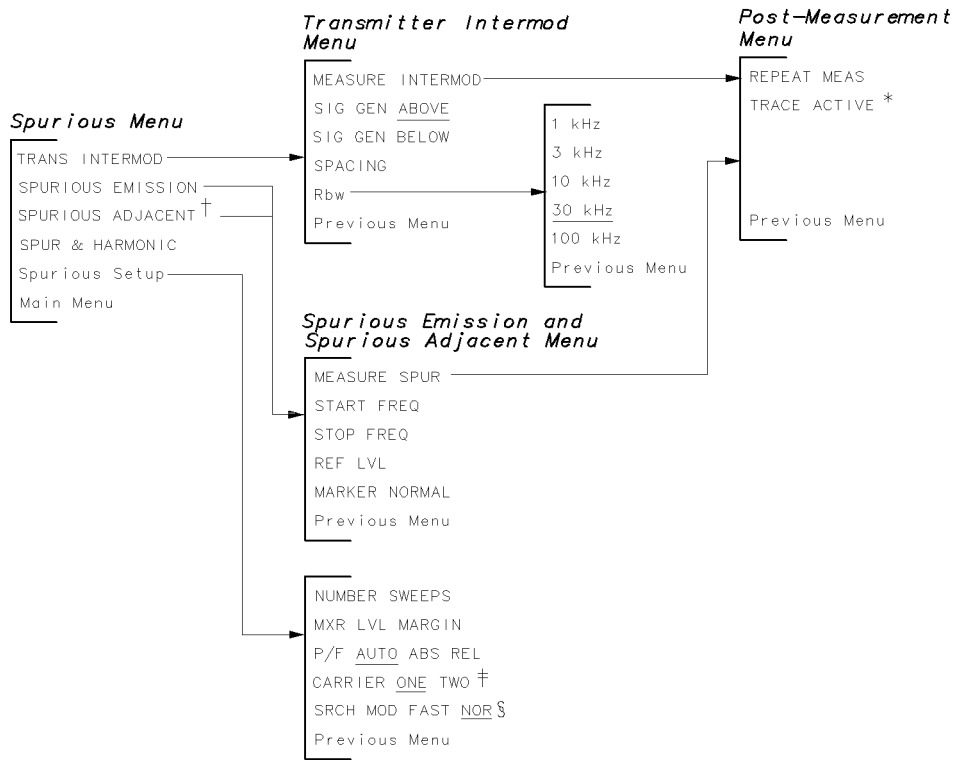 Spurious Menu
TRANS INTERMOD
SPURIOUS EMISSION
SPURIOUS ADJACENT †
SPUR & HARMONIC
Spurious Setup
Main Menu
Transmitter Intermod
Menu
MEASURE INTERMOD
SIG GEN ABOVE
SIG GEN BELOW
SPACING
Rbw
Previous Menu
1 kHz
3 kHz
10 kHz
30 kHz
100 kHz
Previous Menu
Post-Measurement
Menu
REPEAT MEAS
TRACE ACTIVE *
Previous Menu
Spurious Emission and
Spurious Adjacent Menu
MEASURE SPUR
START FREQ
STOP FREQ
REF LVL
MARKER NORMAL
Previous Menu
NUMBER SWEEPS
MXR LVL MARGIN
P/F AUTO ABS REL
CARRIER ONE TWO ‡
SRCH MOD FAST NOR §
Previous Menu